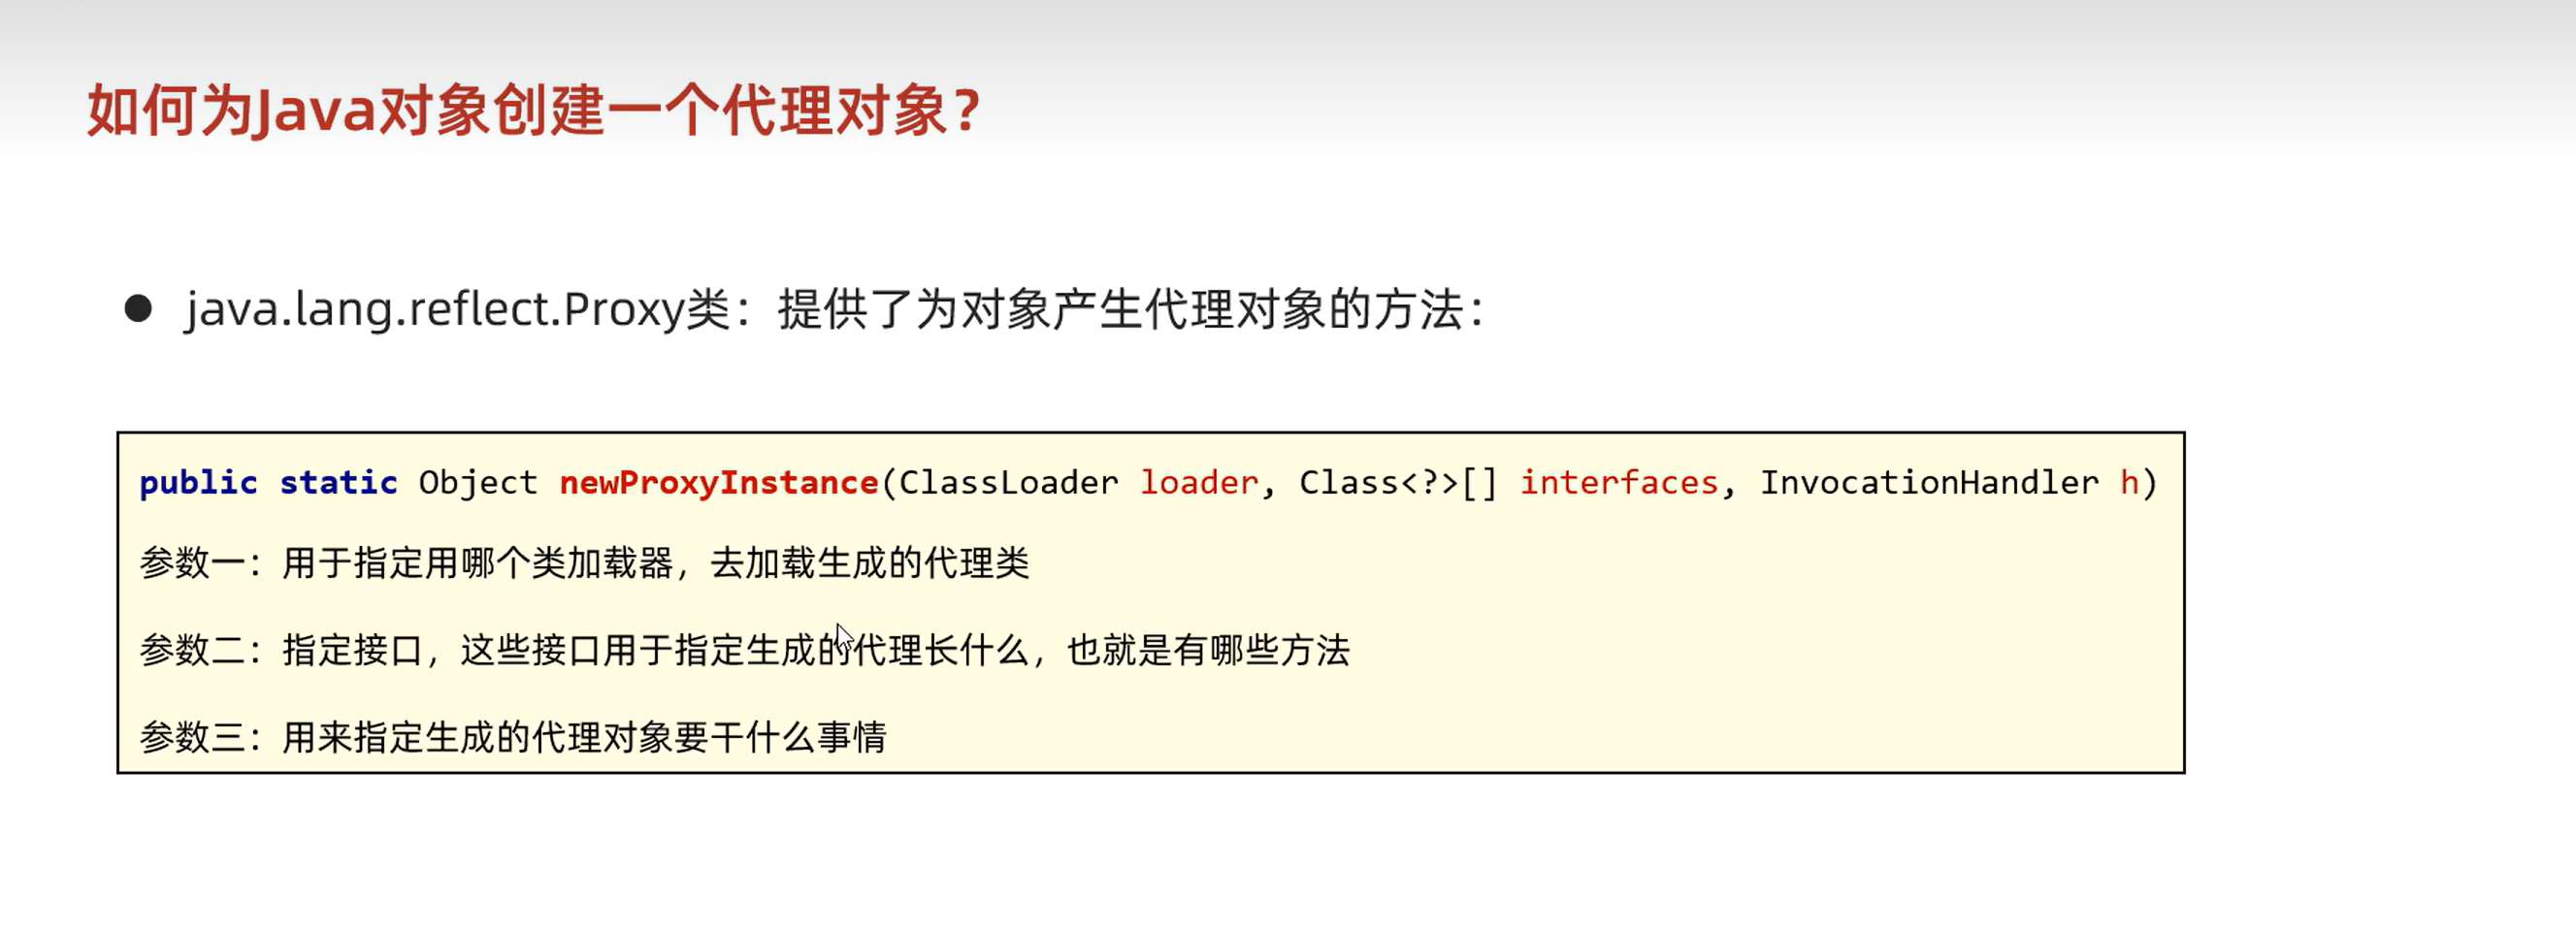 如何为Java对象创建一个代理对象？
● java.lang.reflect.Proxy类：提供了为对象产生代理对象的方法：
public static Object newProxyInstance(ClassLoader loader, Class<?>[] interfaces, InvocationHandler h)
参数一：用于指定用哪个类加载器，去加载生成的代理类
参数二：指定接口，这些接口用于指定生成的代理长什么，也就是有哪些方法
参数三：用来指定生成的代理对象要干什么事情